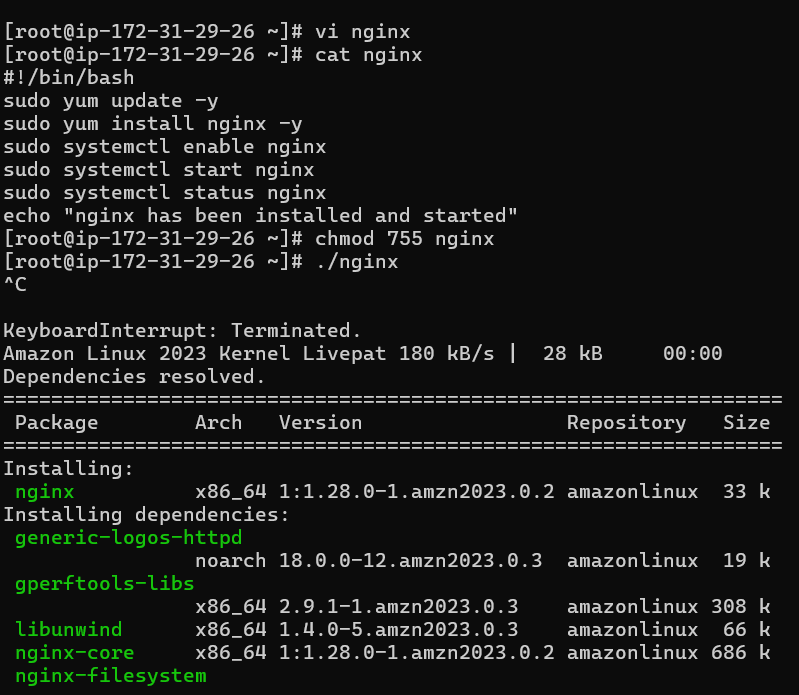 [root@ip-172-31-29-26 ~]# vi nginx
[root@ip-172-31-29-26 ~]# cat nginx
#!/bin/bash
sudo yum update -y
sudo yum install nginx -y
sudo systemctl enable nginx
sudo systemctl start nginx
sudo systemctl status nginx
echo "nginx has been installed and started"
[root@ip-172-31-29-26 ~]# chmod 755 nginx
[root@ip-172-31-29-26 ~]# ./nginx
^C
KeyboardInterrupt: Terminated.
Amazon Linux 2023 Kernel Livepat 180 kB/s |  28 kB     00:00
Dependencies resolved.
=================================================================
 Package        Arch   Version                 Repository   Size
=================================================================
Installing:
 nginx          x86_64 1:1.28.0-1.amzn2023.0.2 amazonlinux  33 k
Installing dependencies:
 generic-logos-httpd
                noarch 18.0.0-12.amzn2023.0.3  amazonlinux  19 k
 gperftools-libs
                x86_64 2.9.1-1.amzn2023.0.3    amazonlinux 308 k
 libunwind      x86_64 1.4.0-5.amzn2023.0.3    amazonlinux  66 k
 nginx-core     x86_64 1:1.28.0-1.amzn2023.0.2 amazonlinux 686 k
 nginx-filesystem